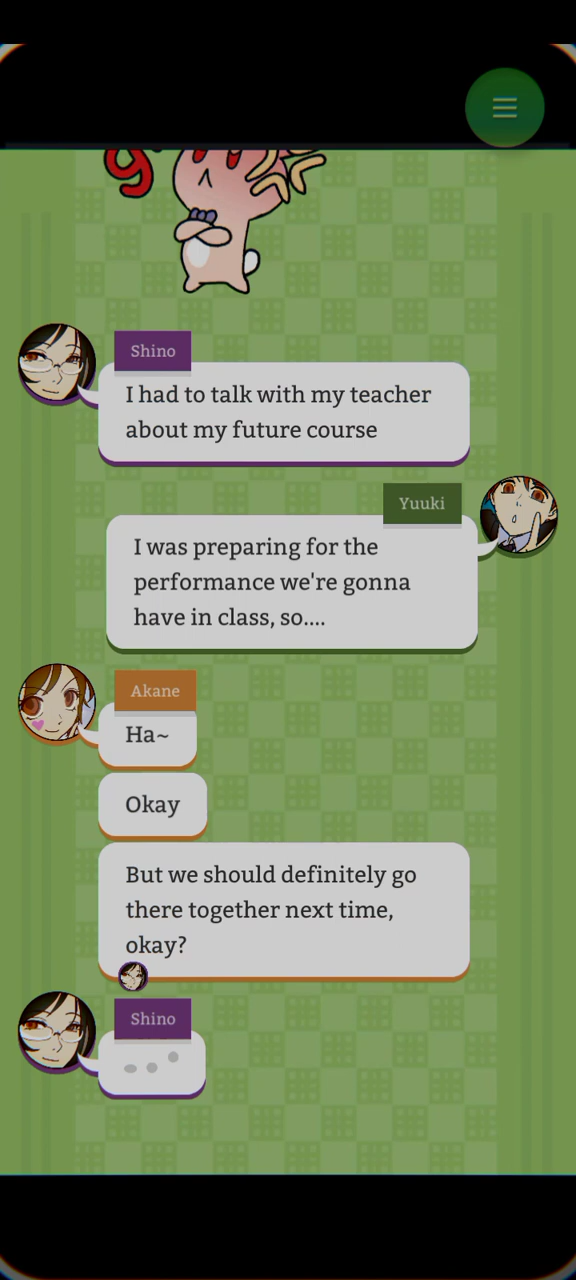 9
Shino
I had to talk with my teacher
about my future course
Yuuki
I was preparing for the
performance we're gonna
have in class, so....
Akane
Ha~
Okay
But we should definitely go
there together next time,
okay?
Shino